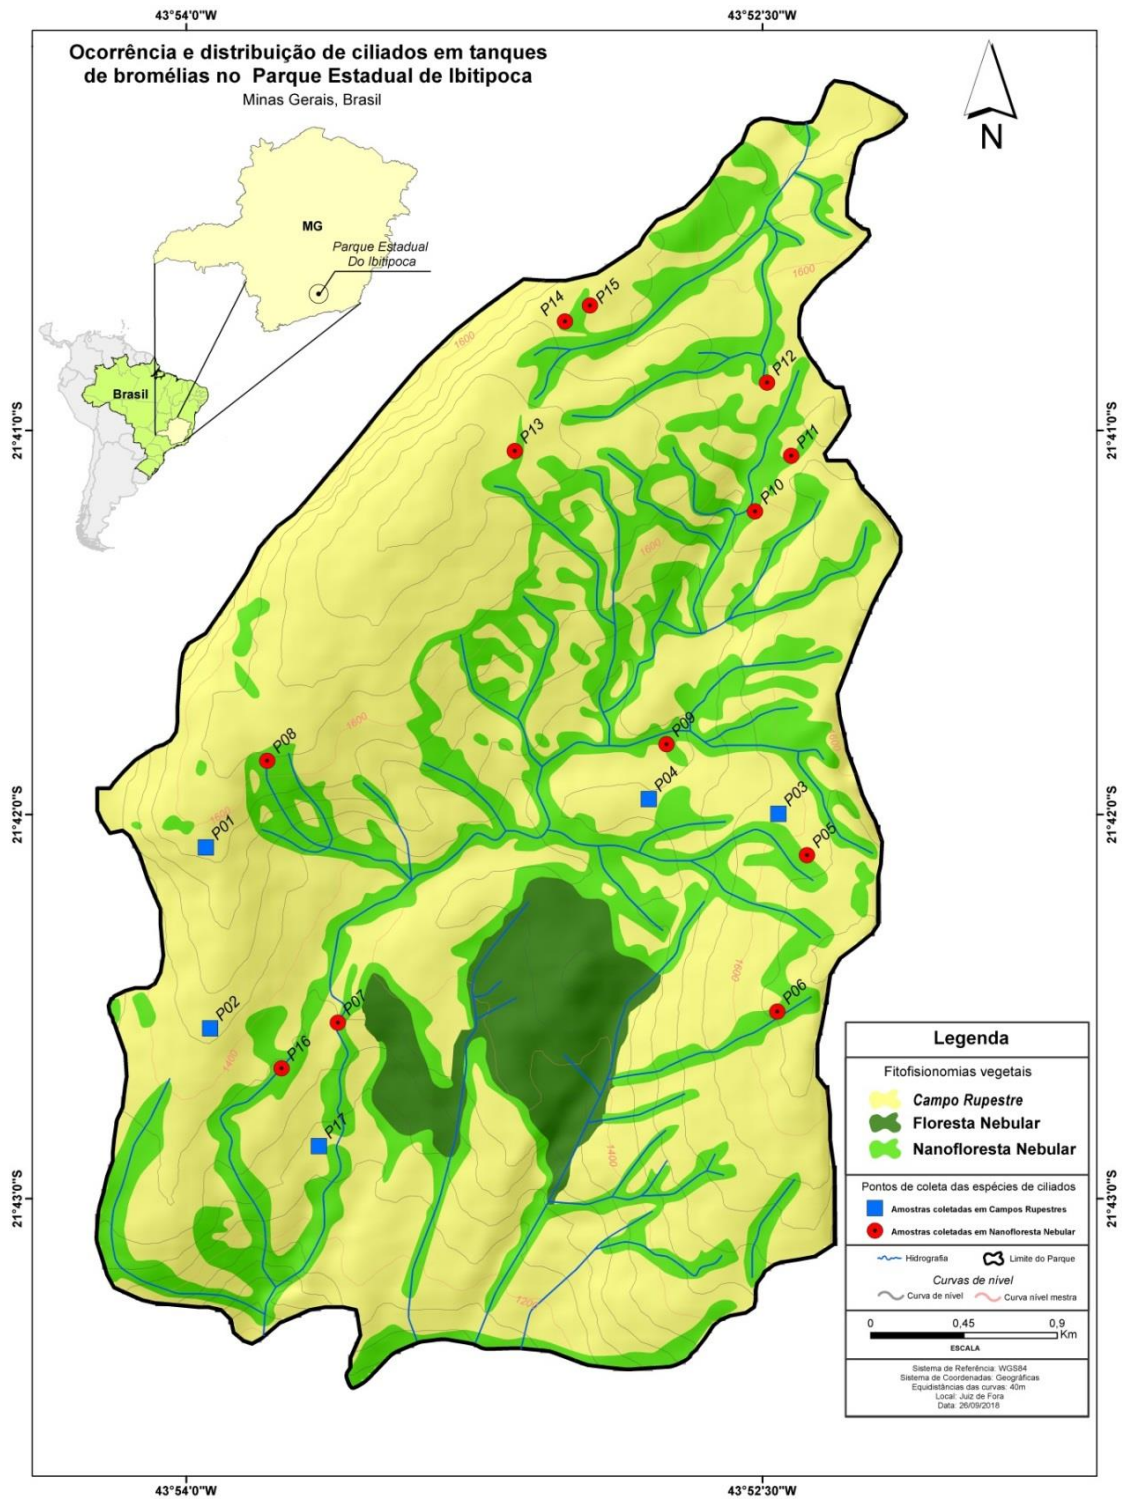 43°54'0"W
43°52'30"W
Ocorrência e distribuição de ciliados em tanques
de bromélias no Parque Estadual de Ibitipoca
Minas Gerais, Brasil
N
MG
Parque Estadual
Do Ibitipoca
Brasil
1600
P14
P15
1600
P12
21°41'0"S
21°41'0"S
P13
P11
P10
1600
1600
P08
P09
P04
P03
21°42'0"S
21°42'0"S
1600
P01
P05
1600
P06
P02
P07
P16
1400
P17
1400
21°43'0"S
21°43'0"S
1200
Legenda
Fitofisionomias vegetais
Campo Rupestre
Floresta Nebular
Nanofloresta Nebular
Pontos de coleta das espécies de ciliados
Amostras coletadas em Campos Rupestres
Amostras coletadas em Nanofloresta Nebular
Hidrografia
Limite do Parque
Curvas de nível
Curva de nível
Curva nível mestra
0 0,45 0,9
Km
ESCALA
Sistema de Referência: WGS84
Sistema de Coordenadas: Geográficas
Equidistâncias das curvas: 40m
Local: Juiz de Fora
Data: 26/09/2018
43°54'0"W
43°52'30"W